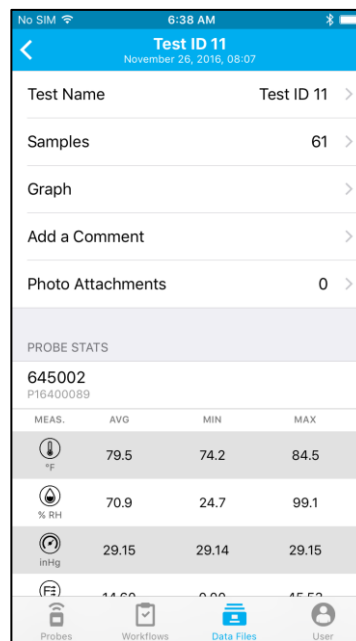 No SIM 6:38 AM
Test ID 11
November 26, 2016, 08:07
Test Name Test ID 11
Samples 61
Graph
Add a Comment
Photo Attachments 0
PROBE STATS
645002
P16400089
MEAS. AVG MIN MAX
°F 79.5 74.2 84.5
% RH 70.9 24.7 99.1
inHg 29.15 29.14 29.15
Probes Workflows Data Files User